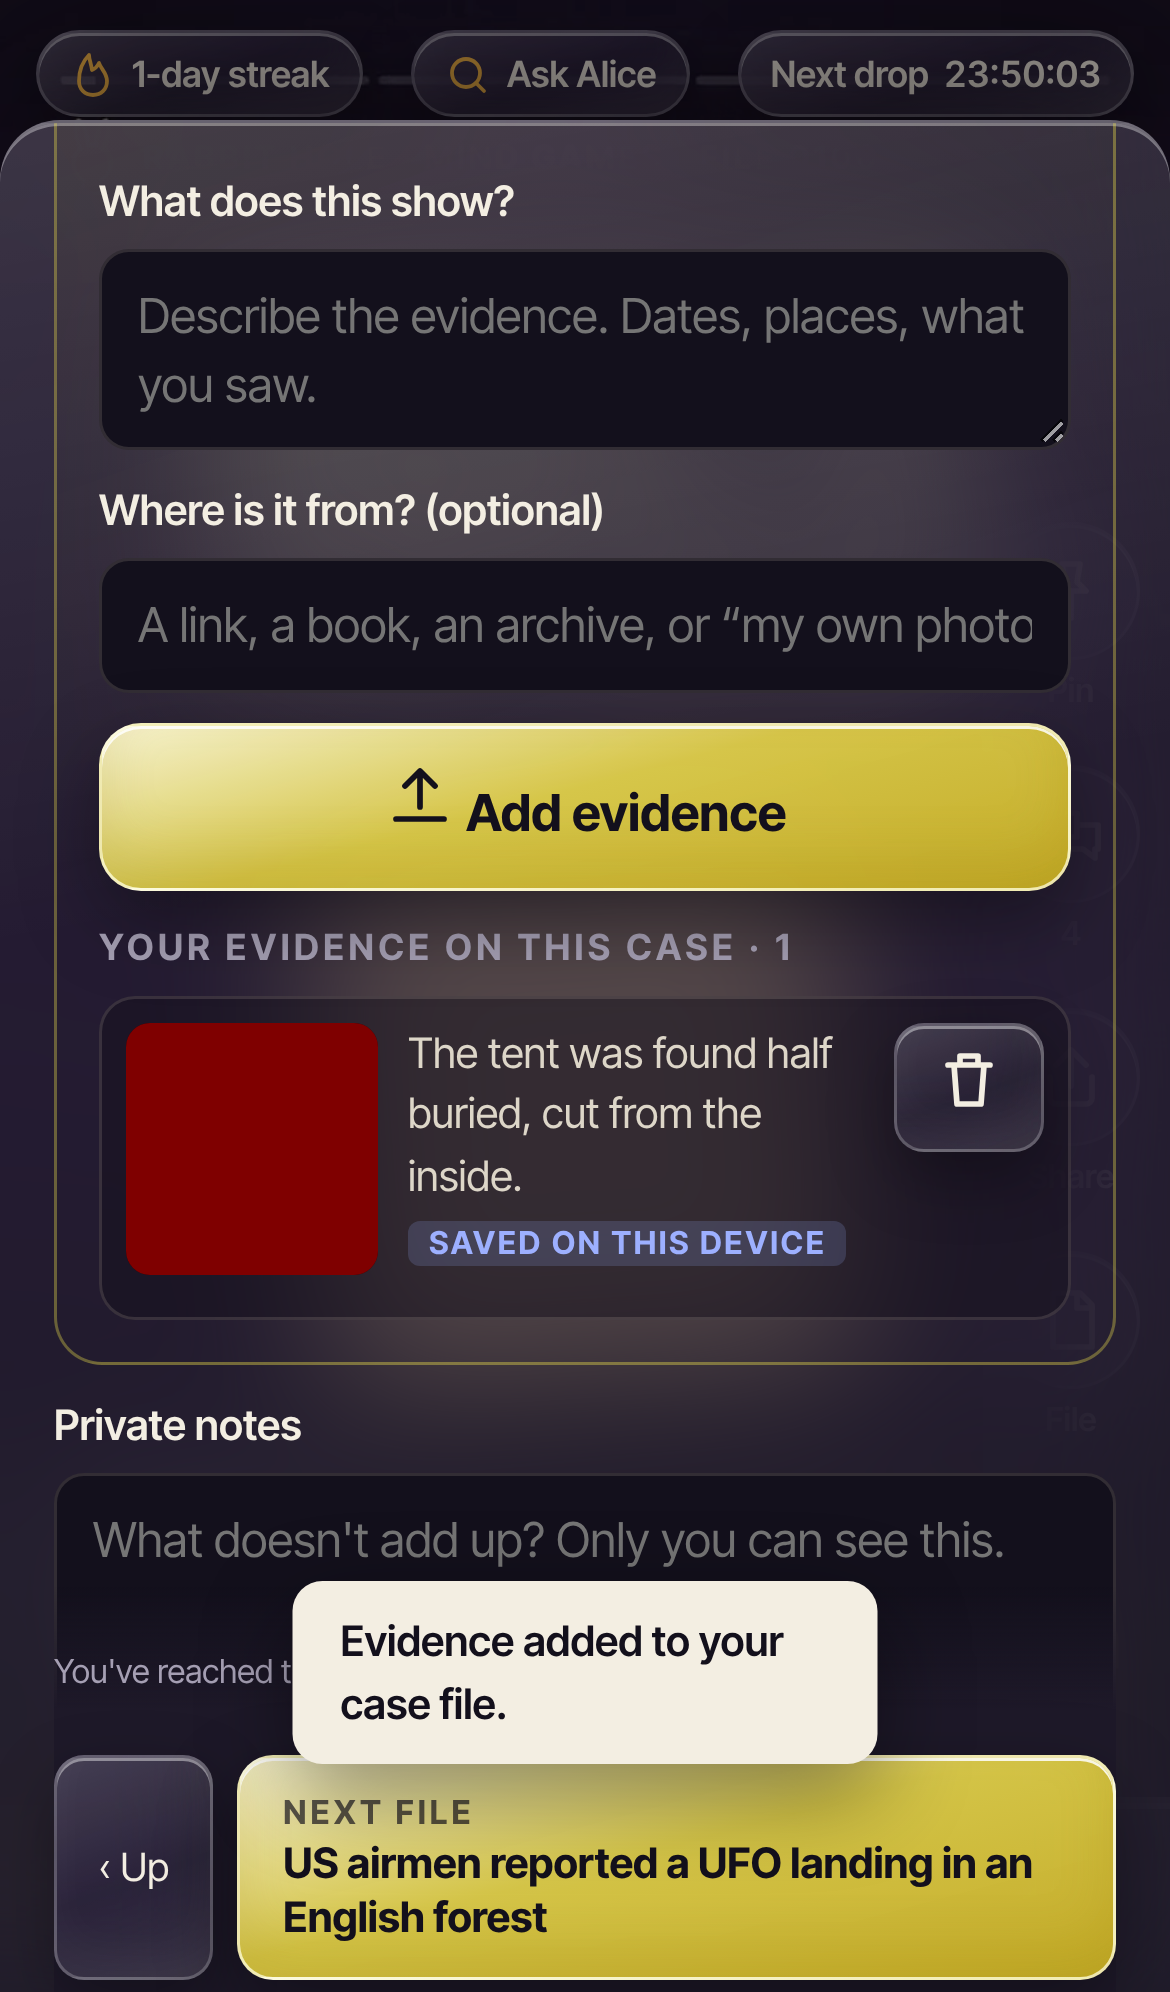 1-day streak
Ask Alice
Next drop 23:50:03
What does this show?
Describe the evidence. Dates, places, what
you saw.
Where is it from? (optional)
A link, a book, an archive, or “my own photo
Add evidence
YOUR EVIDENCE ON THIS CASE · 1
The tent was found half
buried, cut from the
inside.
SAVED ON THIS DEVICE
Private notes
What doesn't add up? Only you can see this.
Evidence added to your
case file.
You've reached
‹ Up
NEXT FILE
US airmen reported a UFO landing in an
English forest
File